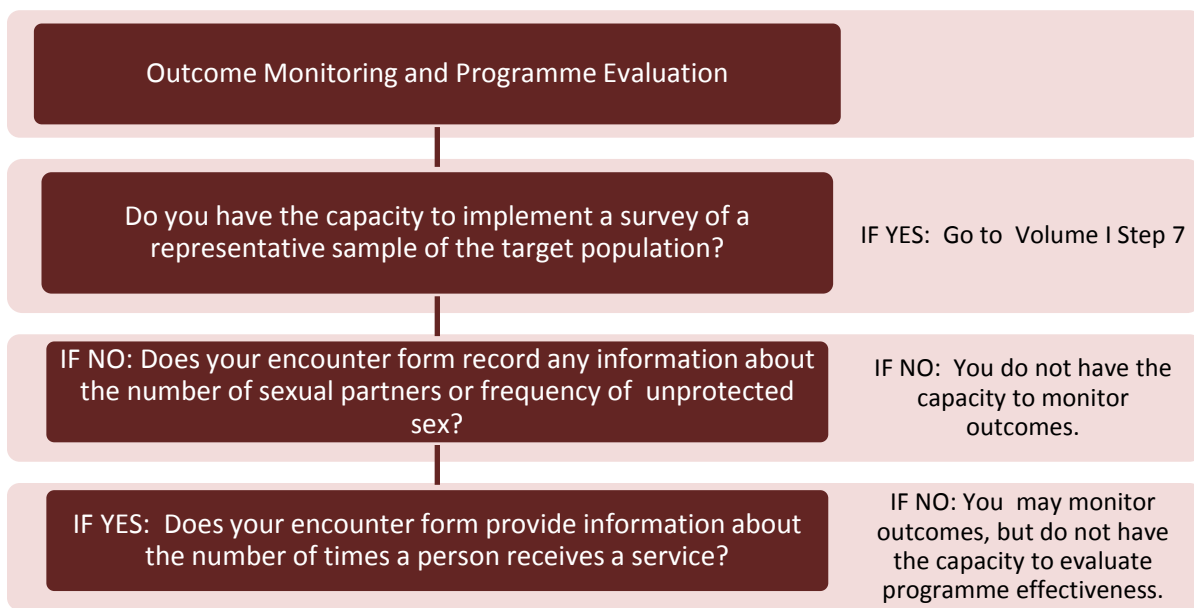 Outcome Monitoring and Programme Evaluation
Do you have the capacity to implement a survey of a
representative sample of the target population?
IF YES: Go to Volume I Step 7
IF NO: Does your encounter form record any information about
the number of sexual partners or frequency of unprotected
sex?
IF NO: You do not have the
capacity to monitor
outcomes.
IF YES: Does your encounter form provide information about
the number of times a person receives a service?
IF NO: You may monitor
outcomes, but do not have
the capacity to evaluate
programme effectiveness.